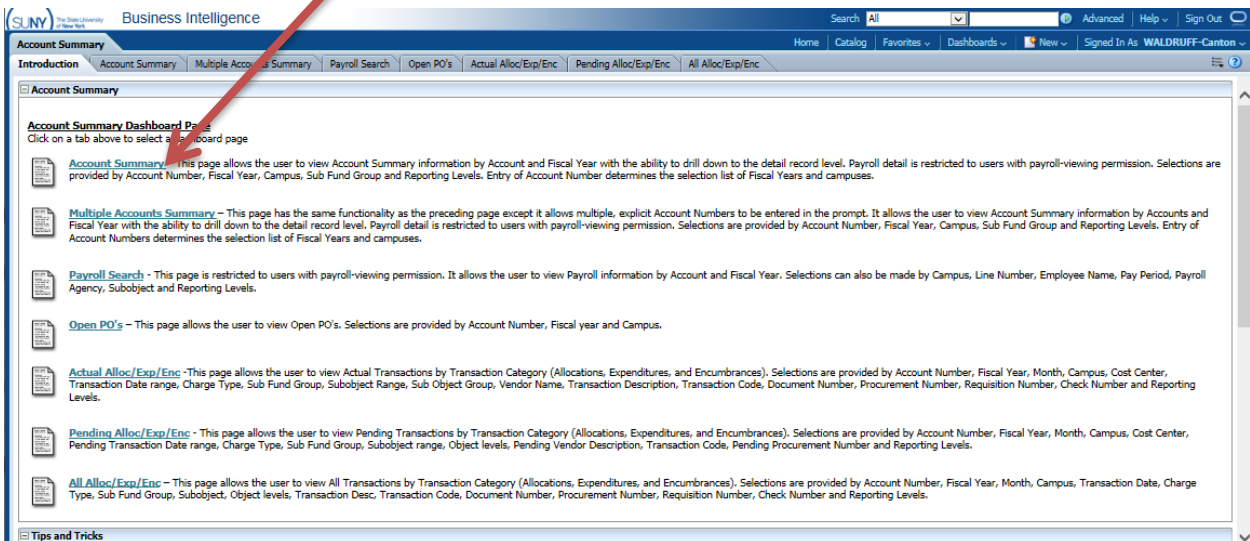 SUNY The State University of New York Business Intelligence Search All Advanced Help Sign Out
Account Summary Home Catalog Favorites Dashboards New Signed In As WALDRUFF-Canton
Introduction Account Summary Multiple Accounts Summary Payroll Search Open PO's Actual Alloc/Exp/Enc Pending Alloc/Exp/Enc All Alloc/Exp/Enc
Account Summary
Account Summary Dashboard
Click on a tab above to select a dashboard page
Account Summary – This page allows the user to view Account Summary information by Account and Fiscal Year with the ability to drill down to the detail record level. Payroll detail is restricted to users with payroll-viewing permission. Selections are
provided by Account Number, Fiscal Year, Campus, Sub Fund Group and Reporting Levels. Entry of Account Number determines the selection list of Fiscal Years and campuses.
Multiple Accounts Summary – This page has the same functionality as the preceding page except it allows multiple, explicit Account Numbers to be entered in the prompt. It allows the user to view Account Summary information by Accounts and
Fiscal Year with the ability to drill down to the detail record level. Payroll detail is restricted to users with payroll-viewing permission. Selections are provided by Account Number, Fiscal Year, Campus, Sub Fund Group and Reporting Levels. Entry of
Account Numbers determines the selection list of Fiscal Years and campuses.
Payroll Search - This page is restricted to users with payroll-viewing permission. It allows the user to view Payroll information by Account and Fiscal Year. Selections can also be made by Campus, Line Number, Employee Name, Pay Period, Payroll
Agency, Subobject and Reporting Levels.
Open PO's – This page allows the user to view Open PO's. Selections are provided by Account Number, Fiscal year and Campus.
Actual Alloc/Exp/Enc -This page allows the user to view Actual Transactions by Transaction Category (Allocations, Expenditures, and Encumbrances). Selections are provided by Account Number, Fiscal Year, Month, Campus, Cost Center,
Transaction Date range, Charge Type, Sub Fund Group, Subobject Range, Sub Object Group, Vendor Name, Transaction Description, Transaction Code, Document Number, Procurement Number, Requisition Number, Check Number and Reporting
Levels.
Pending Alloc/Exp/Enc - This page allows the user to view Pending Transactions by Transaction Category (Allocations, Expenditures, and Encumbrances). Selections are provided by Account Number, Fiscal Year, Month, Campus, Cost Center,
Pending Transaction Date range, Charge Type, Sub Fund Group, Subobject range, Object levels, Pending Vendor Description, Transaction Code, Pending Procurement Number and Reporting Levels.
All Alloc/Exp/Enc – This page allows the user to view All Transactions by Transaction Category (Allocations, Expenditures, and Encumbrances). Selections are provided by Account Number, Fiscal Year, Month, Campus, Transaction Date, Charge
Type, Sub Fund Group, Subobject, Object levels, Transaction Desc, Transaction Code, Document Number, Procurement Number, Requisition Number, Check Number and Reporting Levels.
Tips and Tricks